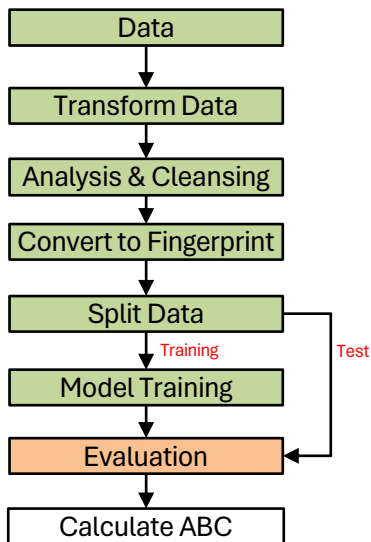 Data
Transform Data
Analysis & Cleansing
Convert to Fingerprint
Split Data
Training
Test
Model Training
Evaluation
Calculate ABC